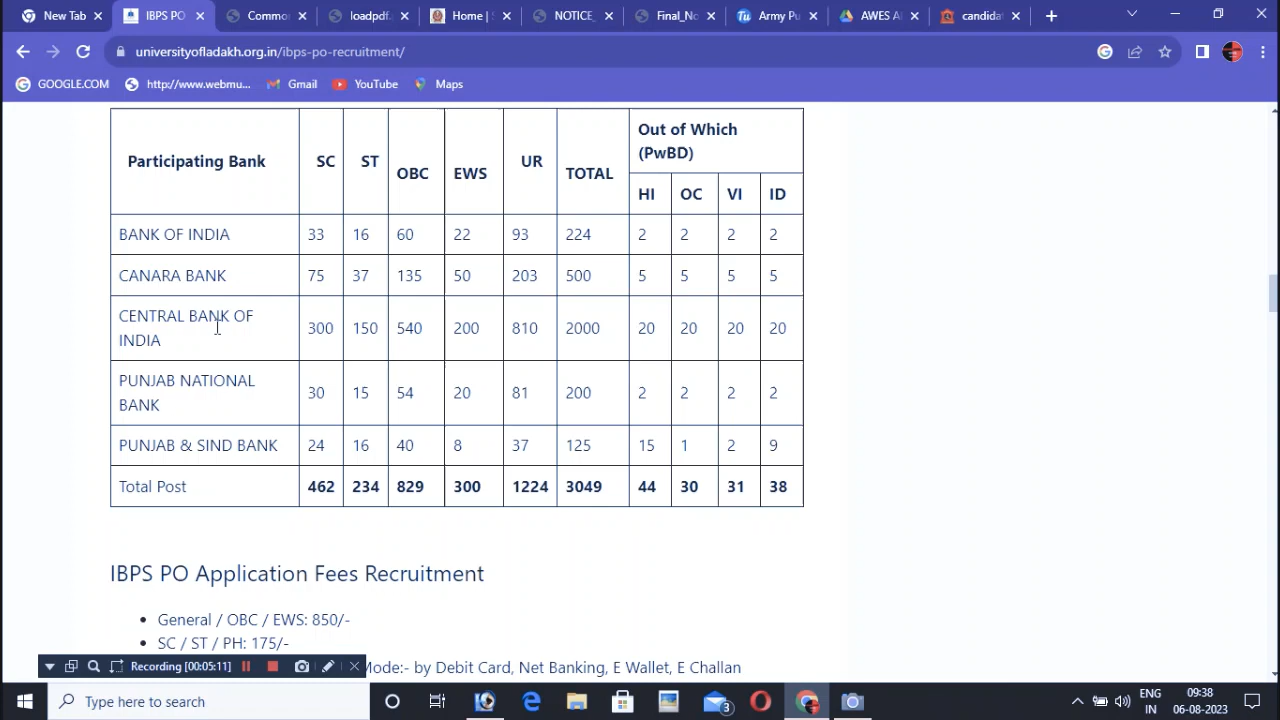 New Tab
IBPS PO
Common
loadpdf.
Home | S
NOTICE_
Final_No
Army Pu
AWES A
candidat
universityofladakh.org.in/ibps-po-recruitment/
GOOGLE.COM
http://www.webmu...
Gmail
YouTube
Maps
Participating Bank SC ST OBC EWS UR TOTAL Out of Which (PwBD)
HI OC VI ID
BANK OF INDIA 33 16 60 22 93 224 2 2 2 2
CANARA BANK 75 37 135 50 203 500 5 5 5 5
CENTRAL BANK OF
INDIA 300 150 540 200 810 2000 20 20 20 20
PUNJAB NATIONAL
BANK 30 15 54 20 81 200 2 2 2 2
PUNJAB & SIND BANK 24 16 40 8 37 125 15 1 2 9
Total Post 462 234 829 300 1224 3049 44 30 31 38
IBPS PO Application Fees Recruitment
General / OBC / EWS: 850/-
SC / ST / PH: 175/-
Mode:- by Debit Card, Net Banking, E Wallet, E Challan
Recording [00:05:11]
Type here to search
3
ENG
IN
09:38
06-08-2023